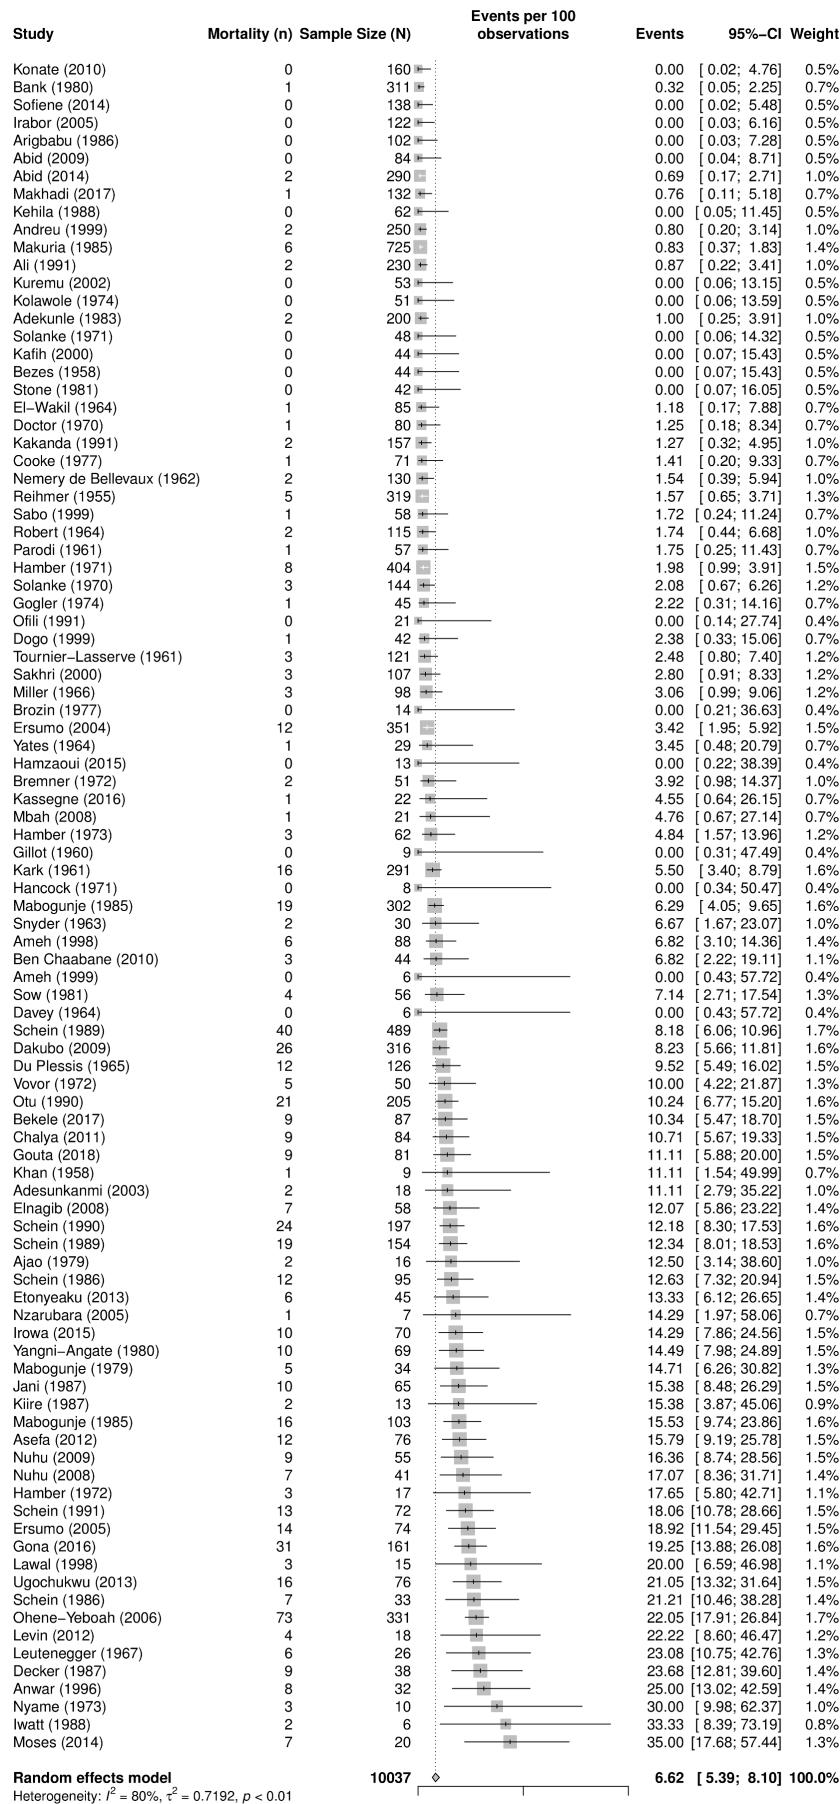 Events per 100
Study Mortality (n) Sample Size (N) observations Events 95%−CI Weight
Konate (2010) 0 160 0.00 [ 0.02; 4.76] 0.5%
Bank (1980) 1 311 0.32 [ 0.05; 2.25] 0.7%
Sofiene (2014) 0 138 0.00 [ 0.02; 5.48] 0.5%
Irabor (2005) 0 122 0.00 [ 0.03; 6.16] 0.5%
Arigbabu (1986) 0 102 0.00 [ 0.03; 7.28] 0.5%
Abid (2009) 0 84 0.00 [ 0.04; 8.71] 0.5%
Abid (2014) 2 290 0.69 [ 0.17; 2.71] 1.0%
Makhadi (2017) 1 132 0.76 [ 0.11; 5.18] 0.7%
Kehila (1988) 0 62 0.00 [ 0.05; 11.45] 0.5%
Andreu (1999) 2 250 0.80 [ 0.20; 3.14] 1.0%
Makuria (1985) 6 725 0.83 [ 0.37; 1.83] 1.4%
Ali (1991) 2 230 0.87 [ 0.22; 3.41] 1.0%
Kuremu (2002) 0 53 0.00 [ 0.06; 13.15] 0.5%
Kolawole (1974) 0 51 0.00 [ 0.06; 13.59] 0.5%
Adekunle (1983) 2 200 1.00 [ 0.25; 3.91] 1.0%
Solanke (1971) 0 48 0.00 [ 0.06; 14.32] 0.5%
Kafih (2000) 0 44 0.00 [ 0.07; 15.43] 0.5%
Bezes (1958) 0 44 0.00 [ 0.07; 15.43] 0.5%
Stone (1981) 0 42 0.00 [ 0.07; 16.05] 0.5%
El−Wakil (1964) 1 85 1.18 [ 0.17; 7.88] 0.7%
Doctor (1970) 1 80 1.25 [ 0.18; 8.34] 0.7%
Kakanda (1991) 2 157 1.27 [ 0.32; 4.95] 1.0%
Cooke (1977) 1 71 1.41 [ 0.20; 9.33] 0.7%
Nemery de Bellevaux (1962) 2 130 1.54 [ 0.39; 5.94] 1.0%
Reihmer (1955) 5 319 1.57 [ 0.65; 3.71] 1.3%
Sabo (1999) 1 58 1.72 [ 0.24; 11.24] 0.7%
Robert (1964) 2 115 1.74 [ 0.44; 6.68] 1.0%
Parodi (1961) 1 57 1.75 [ 0.25; 11.43] 0.7%
Hamber (1971) 8 404 1.98 [ 0.99; 3.91] 1.5%
Solanke (1970) 3 144 2.08 [ 0.67; 6.26] 1.2%
Gogler (1974) 1 45 2.22 [ 0.31; 14.16] 0.7%
Ofili (1991) 0 21 0.00 [ 0.14; 27.74] 0.4%
Dogo (1999) 1 42 2.38 [ 0.33; 15.06] 0.7%
Tournier−Lasserve (1961) 3 121 2.48 [ 0.80; 7.40] 1.2%
Sakhri (2000) 3 107 2.80 [ 0.91; 8.33] 1.2%
Miller (1966) 3 98 3.06 [ 0.99; 9.06] 1.2%
Brozin (1977) 0 14 0.00 [ 0.21; 36.63] 0.4%
Ersumo (2004) 12 351 3.42 [ 1.95; 5.92] 1.5%
Yates (1964) 1 29 3.45 [ 0.48; 20.79] 0.7%
Hamzaoui (2015) 0 13 0.00 [ 0.22; 38.39] 0.4%
Bremner (1972) 2 51 3.92 [ 0.98; 14.37] 1.0%
Kassegne (2016) 1 22 4.55 [ 0.64; 26.15] 0.7%
Mbah (2008) 1 21 4.76 [ 0.67; 27.14] 0.7%
Hamber (1973) 3 62 4.84 [ 1.57; 13.96] 1.2%
Gillot (1960) 0 9 0.00 [ 0.31; 47.49] 0.4%
Kark (1961) 16 291 5.50 [ 3.40; 8.79] 1.6%
Hancock (1971) 0 8 0.00 [ 0.34; 50.47] 0.4%
Mabogunje (1985) 19 302 6.29 [ 4.05; 9.65] 1.6%
Snyder (1963) 2 30 6.67 [ 1.67; 23.07] 1.0%
Ameh (1998) 6 88 6.82 [ 3.10; 14.36] 1.4%
Ben Chaabane (2010) 3 44 6.82 [ 2.22; 19.11] 1.2%
Ameh (1999) 0 6 0.00 [ 0.43; 57.72] 0.4%
Sow (1981) 4 56 7.14 [ 2.71; 17.54] 1.3%
Davey (1964) 0 6 0.00 [ 0.43; 57.72] 0.4%
Schein (1989) 40 489 8.18 [ 6.06; 10.96] 1.7%
Dakubo (2009) 26 316 8.23 [ 5.66; 11.81] 1.6%
Du Plessis (1965) 12 126 9.52 [ 5.49; 16.02] 1.5%
Vovor (1972) 5 50 10.00 [ 4.22; 21.87] 1.3%
Otu (1990) 21 205 10.24 [ 6.77; 15.20] 1.6%
Bekele (2017) 9 87 10.34 [ 5.47; 18.70] 1.5%
Chalya (2011) 9 84 10.71 [ 5.67; 19.33] 1.5%
Gouta (2018) 9 81 11.11 [ 5.88; 20.00] 1.5%
Khan (1958) 1 9 11.11 [ 1.54; 49.99] 0.7%
Adesunkanmi (2003) 2 18 11.11 [ 2.79; 35.22] 1.0%
Elnagib (2008) 7 58 12.07 [ 5.86; 23.22] 1.4%
Schein (1990) 24 197 12.18 [ 8.30; 17.53] 1.6%
Schein (1989) 19 154 12.34 [ 8.01; 18.53] 1.6%
Ajao (1979) 2 16 12.50 [ 3.14; 38.60] 1.0%
Schein (1986) 12 95 12.63 [ 7.32; 20.94] 1.5%
Etonyeaku (2013) 6 45 13.33 [ 6.12; 26.65] 1.4%
Nzarubara (2005) 1 7 14.29 [ 1.97; 58.06] 0.7%
Irowa (2015) 10 70 14.29 [ 7.86; 24.56] 1.5%
Yangni−Angate (1980) 10 69 14.49 [ 7.98; 24.89] 1.5%
Mabogunje (1979) 5 34 14.71 [ 6.26; 30.82] 1.3%
Jani (1987) 10 65 15.38 [ 8.48; 26.29] 1.5%
Kiire (1987) 2 13 15.38 [ 3.87; 45.06] 0.9%
Mabogunje (1985) 16 103 15.53 [ 9.74; 23.86] 1.6%
Asefa (2012) 12 76 15.79 [ 9.19; 25.78] 1.5%
Nuhu (2009) 9 55 16.36 [ 8.74; 28.56] 1.5%
Nuhu (2008) 7 41 17.07 [ 8.36; 31.71] 1.4%
Hamber (1972) 3 17 17.65 [ 5.80; 42.71] 1.1%
Schein (1991) 13 72 18.06 [10.78; 28.66] 1.5%
Ersumo (2005) 14 74 18.92 [11.54; 29.45] 1.5%
Gona (2016) 31 161 19.25 [13.88; 26.08] 1.6%
Lawal (1998) 3 15 20.00 [ 6.59; 46.98] 1.1%
Ugochukwu (2013) 16 76 21.05 [13.32; 31.64] 1.5%
Schein (1986) 7 33 21.21 [10.46; 38.28] 1.4%
Ohene−Yeboah (2006) 73 331 22.05 [17.91; 26.84] 1.7%
Levin (2012) 4 18 22.22 [ 8.60; 46.47] 1.2%
Leutenegger (1967) 6 26 23.08 [10.75; 42.76] 1.3%
Decker (1987) 9 38 23.68 [12.81; 39.60] 1.4%
Anwar (1996) 8 32 25.00 [13.02; 42.59] 1.4%
Nyame (1973) 3 10 30.00 [ 9.98; 62.37] 1.0%
Iwatt (1988) 2 6 33.33 [ 8.39; 73.19] 0.8%
Moses (2014) 7 20 35.00 [17.68; 57.44] 1.3%
Random effects model 10037 6.62 [ 5.39; 8.10] 100.0%
Heterogeneity: I² = 80%, τ² = 0.7192, p < 0.01